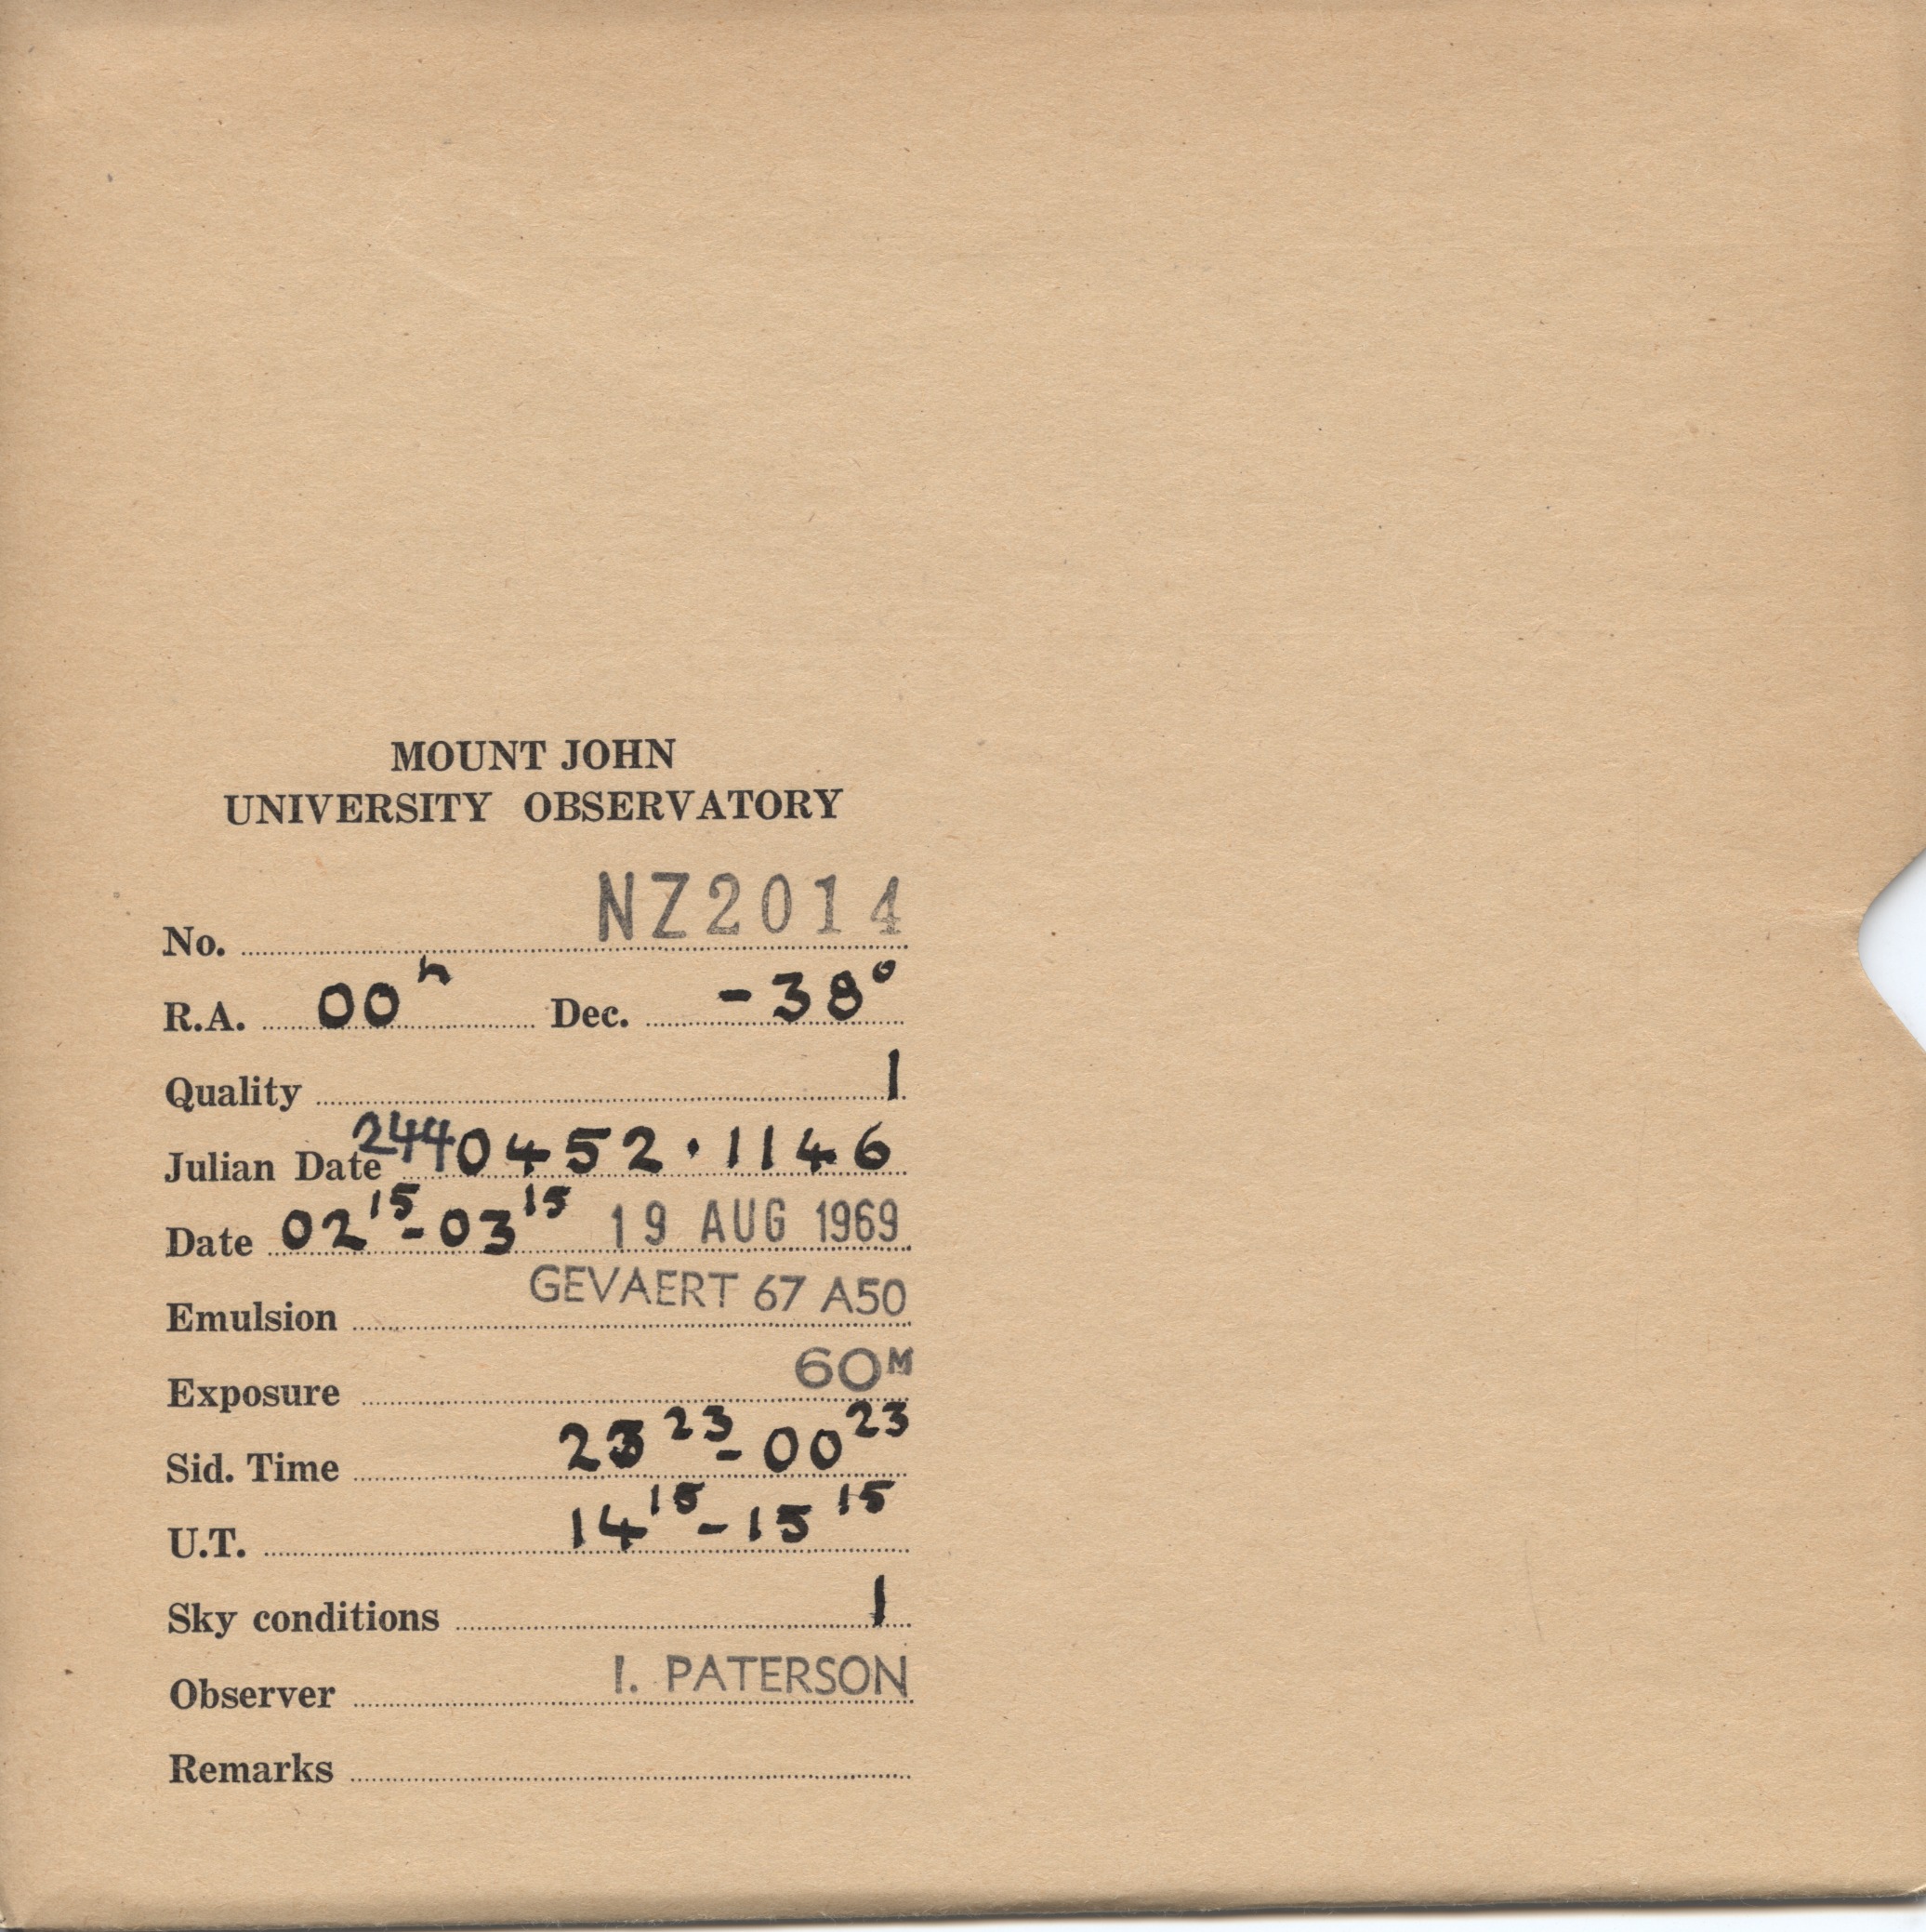 MOUNT JOHN
UNIVERSITY OBSERVATORY
No. NZ2014
R.A. 00ʰ Dec. -38°
Quality 1
Julian Date 2440452.1146
Date 02¹⁵-03¹⁵ 19 AUG 1969
Emulsion GEVAERT 67 A50
Exposure 60ᴹ
Sid. Time 23²³-00²³
U.T. 14¹⁵-15¹⁵
Sky conditions 1
Observer I. PATERSON
Remarks